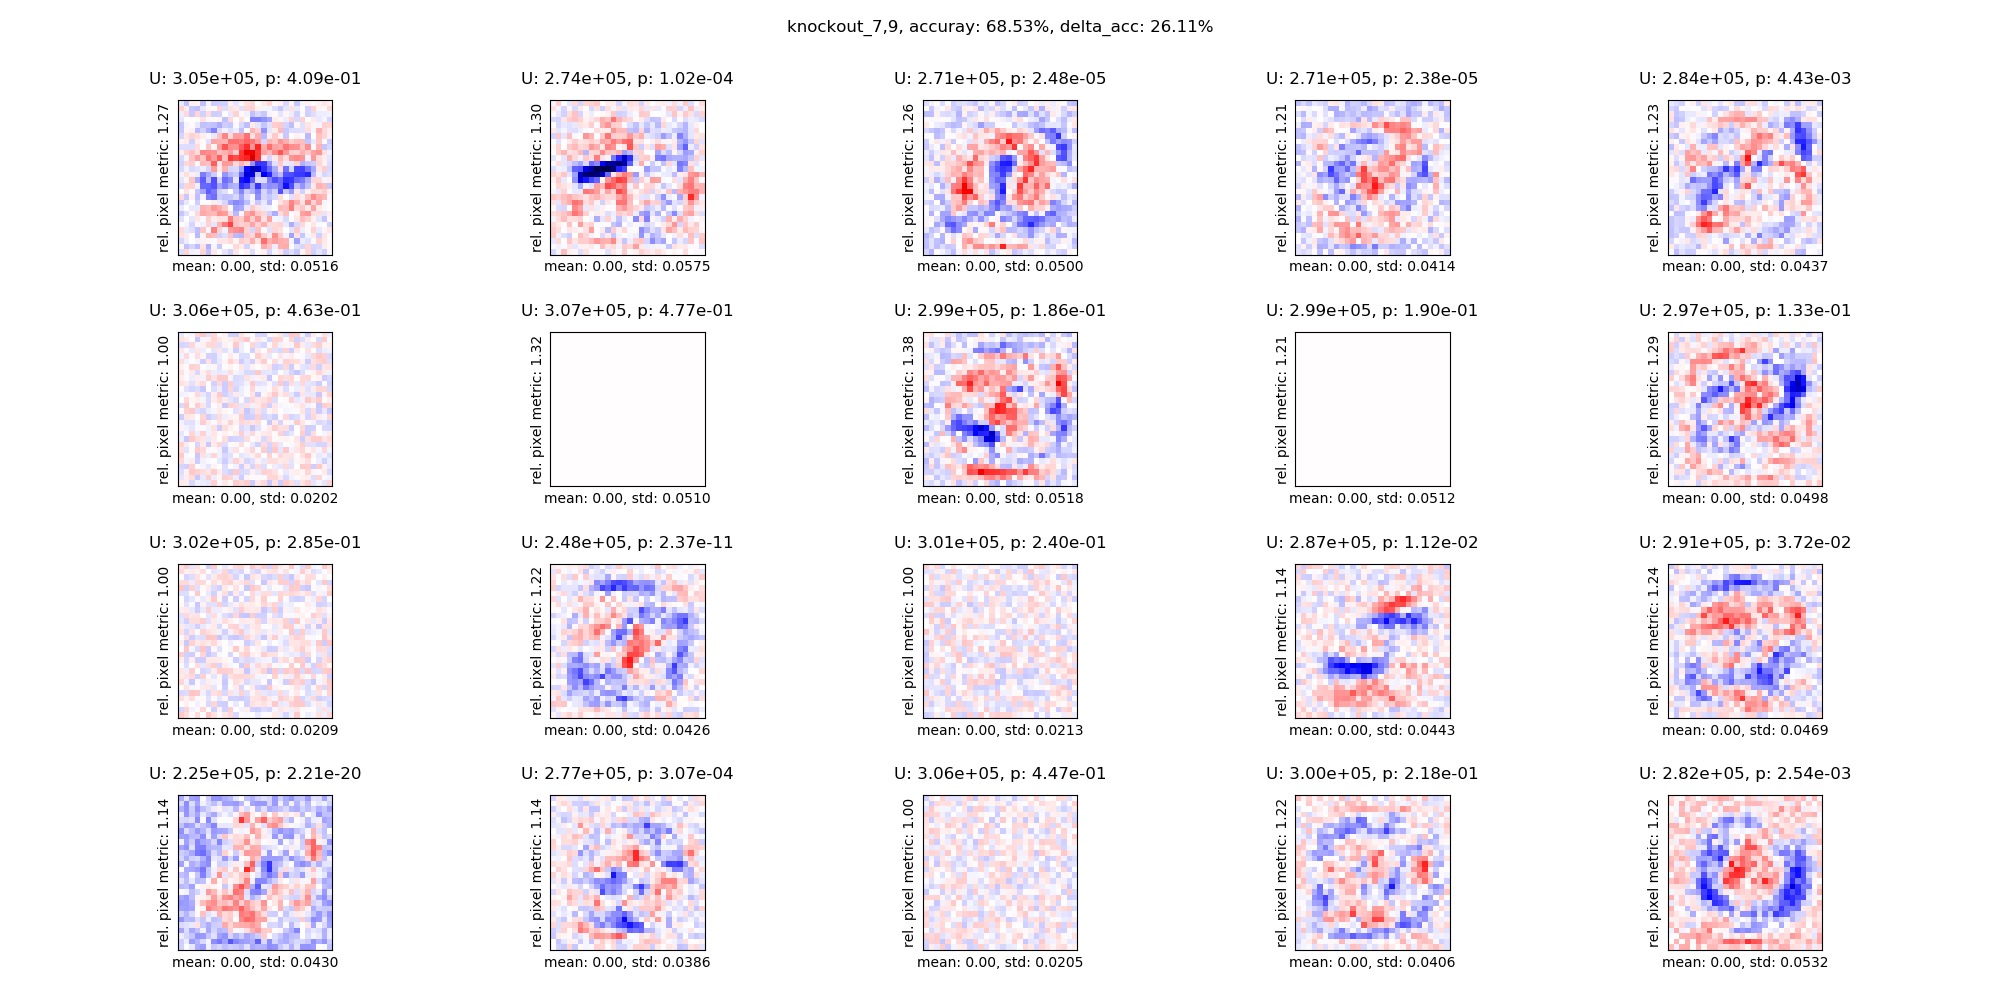 knockout_7,9, accuray: 68.53%, delta_acc: 26.11%
U: 3.05e+05, p: 4.09e-01
rel. pixel metric: 1.27
mean: 0.00, std: 0.0516
U: 2.74e+05, p: 1.02e-04
rel. pixel metric: 1.30
mean: 0.00, std: 0.0575
U: 2.71e+05, p: 2.48e-05
rel. pixel metric: 1.26
mean: 0.00, std: 0.0500
U: 2.71e+05, p: 2.38e-05
rel. pixel metric: 1.21
mean: 0.00, std: 0.0414
U: 2.84e+05, p: 4.43e-03
rel. pixel metric: 1.23
mean: 0.00, std: 0.0437
U: 3.06e+05, p: 4.63e-01
rel. pixel metric: 1.00
mean: 0.00, std: 0.0202
U: 3.07e+05, p: 4.77e-01
rel. pixel metric: 1.32
mean: 0.00, std: 0.0510
U: 2.99e+05, p: 1.86e-01
rel. pixel metric: 1.38
mean: 0.00, std: 0.0518
U: 2.99e+05, p: 1.90e-01
rel. pixel metric: 1.21
mean: 0.00, std: 0.0512
U: 2.97e+05, p: 1.33e-01
rel. pixel metric: 1.29
mean: 0.00, std: 0.0498
U: 3.02e+05, p: 2.85e-01
rel. pixel metric: 1.00
mean: 0.00, std: 0.0209
U: 2.48e+05, p: 2.37e-11
rel. pixel metric: 1.22
mean: 0.00, std: 0.0426
U: 3.01e+05, p: 2.40e-01
rel. pixel metric: 1.00
mean: 0.00, std: 0.0213
U: 2.87e+05, p: 1.12e-02
rel. pixel metric: 1.14
mean: 0.00, std: 0.0443
U: 2.91e+05, p: 3.72e-02
rel. pixel metric: 1.24
mean: 0.00, std: 0.0469
U: 2.25e+05, p: 2.21e-20
rel. pixel metric: 1.14
mean: 0.00, std: 0.0430
U: 2.77e+05, p: 3.07e-04
rel. pixel metric: 1.14
mean: 0.00, std: 0.0386
U: 3.06e+05, p: 4.47e-01
rel. pixel metric: 1.00
mean: 0.00, std: 0.0205
U: 3.00e+05, p: 2.18e-01
rel. pixel metric: 1.22
mean: 0.00, std: 0.0406
U: 2.82e+05, p: 2.54e-03
rel. pixel metric: 1.22
mean: 0.00, std: 0.0532